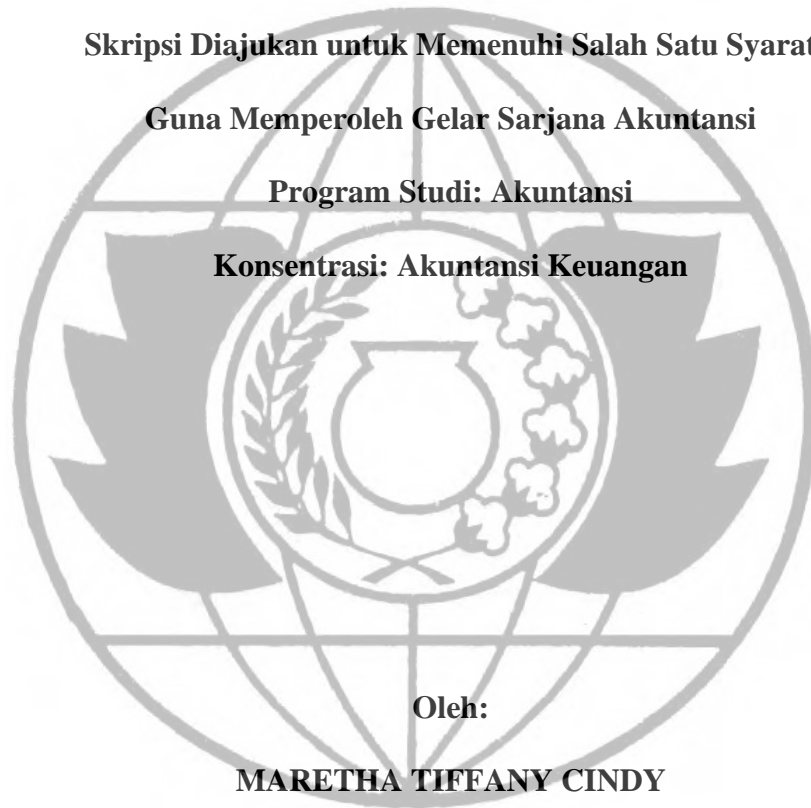 Skripsi Diajukan untuk Memenuhi Salah Satu Syarat
Guna Memperoleh Gelar Sarjana Akuntansi
Program Studi: Akuntansi
Konsentrasi: Akuntansi Keuangan
Oleh:
MARETHA TIFFANY CINDY